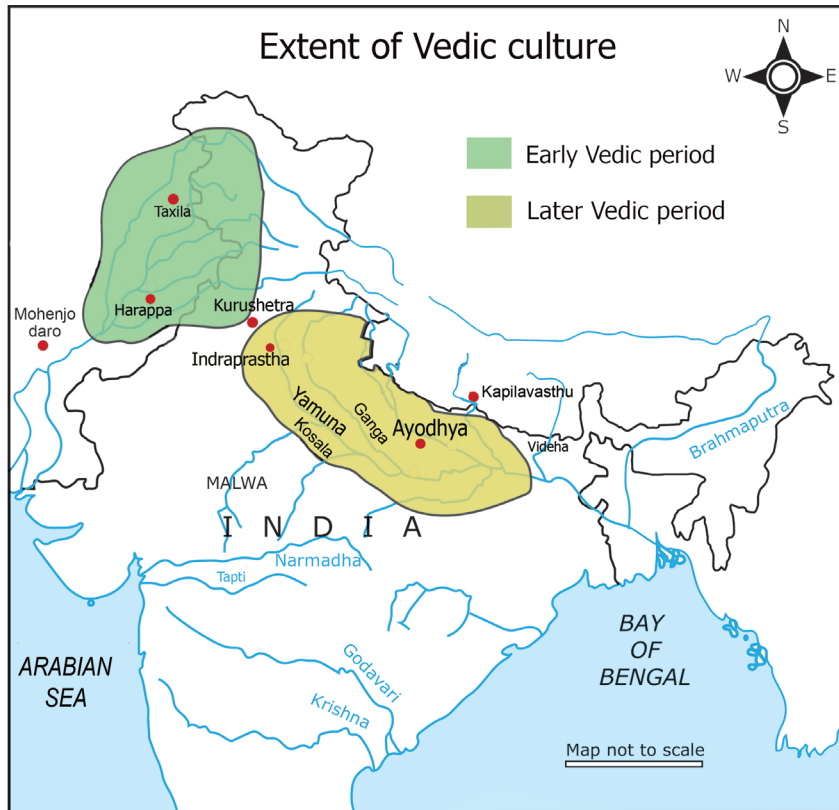 Extent of Vedic culture
N
W
E
S
Early Vedic period
Later Vedic period
Taxila
Harappa
Mohenjo
daro
Kurushetra
Indraprastha
Kapilavasthu
Yamuna
Ganga
Kosala
Ayodhya
Videha
Brahmaputra
MALWA
INDIA
Narmadha
Tapti
Godavari
Krishna
ARABIAN
SEA
BAY
OF
BENGAL
Map not to scale